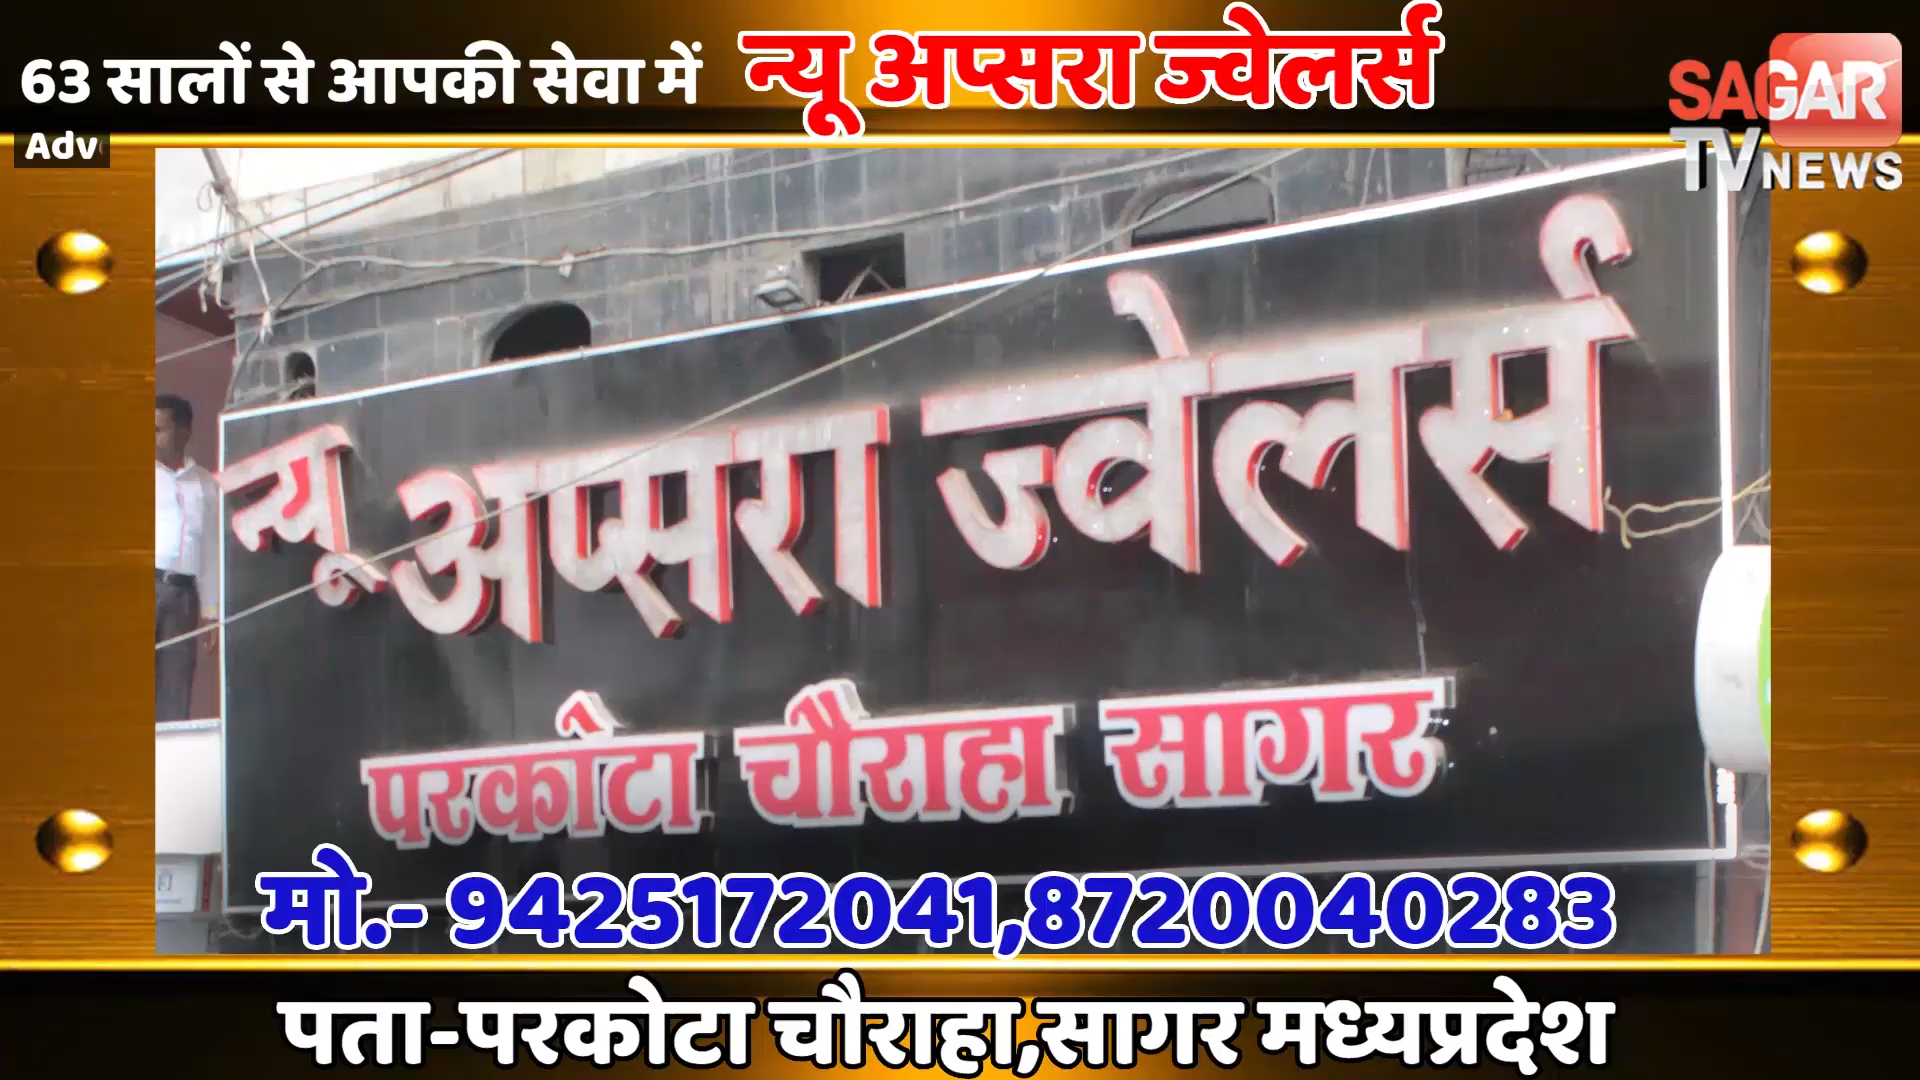 63 सालों से आपकी सेवा में न्यू अप्सरा ज्वेलर्स
SAGAR
TV NEWS
Adv
न्यू अप्सरा ज्वेलर्स
परकोटा चौराहा सागर
मो.- 9425172041,8720040283
पता-परकोटा चौराहा,सागर मध्यप्रदेश